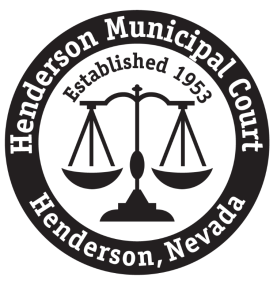 Henderson Municipal Court
Established 1953
Henderson, Nevada